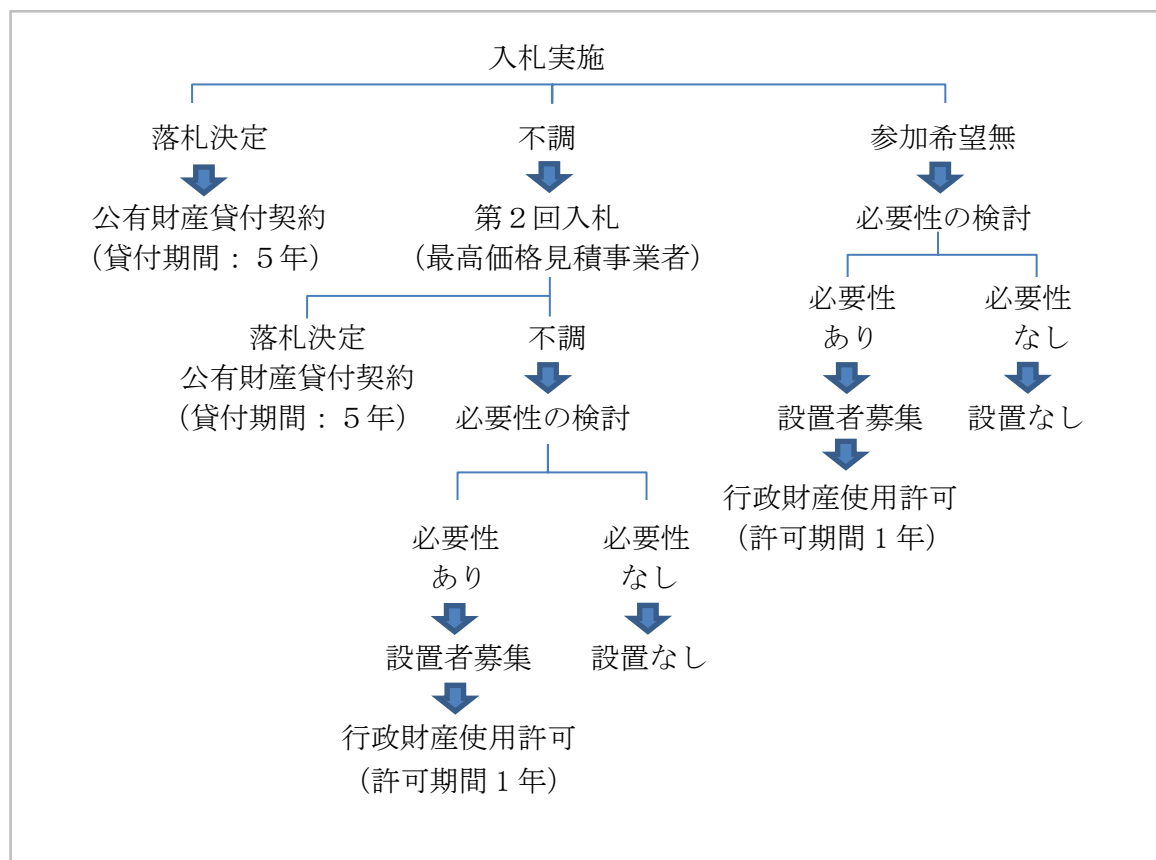 入札実施
落札決定
不調
参加希望無
公有財産貸付契約
(貸付期間：５年)
第２回入札
(最高価格見積事業者)
必要性の検討
必要性
あり
必要性
なし
落札決定
公有財産貸付契約
(貸付期間：５年)
不調
必要性の検討
設置者募集
設置なし
行政財産使用許可
(許可期間１年)
必要性
あり
必要性
なし
設置者募集
設置なし
行政財産使用許可
(許可期間１年)